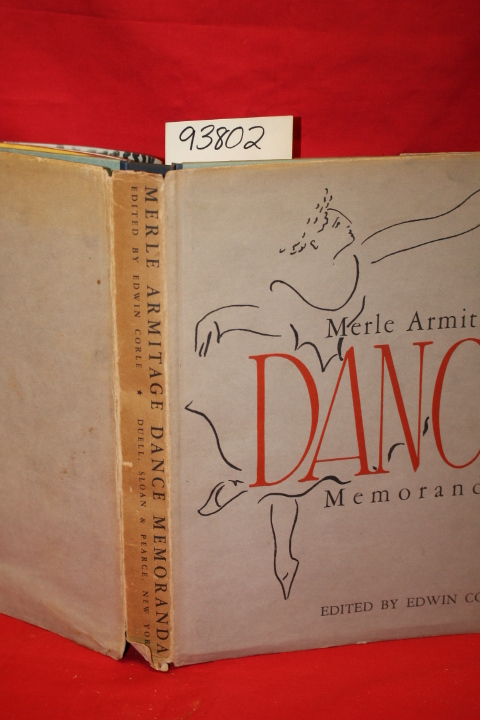 93802
MERLE ARMITAGE DANCE MEMORANDA
EDITED BY EDWIN CORLE * DUELL, SLOAN & PEARCE, NEW YORK
Merle Armit
DANC
Memoranc
EDITED BY EDWIN CO